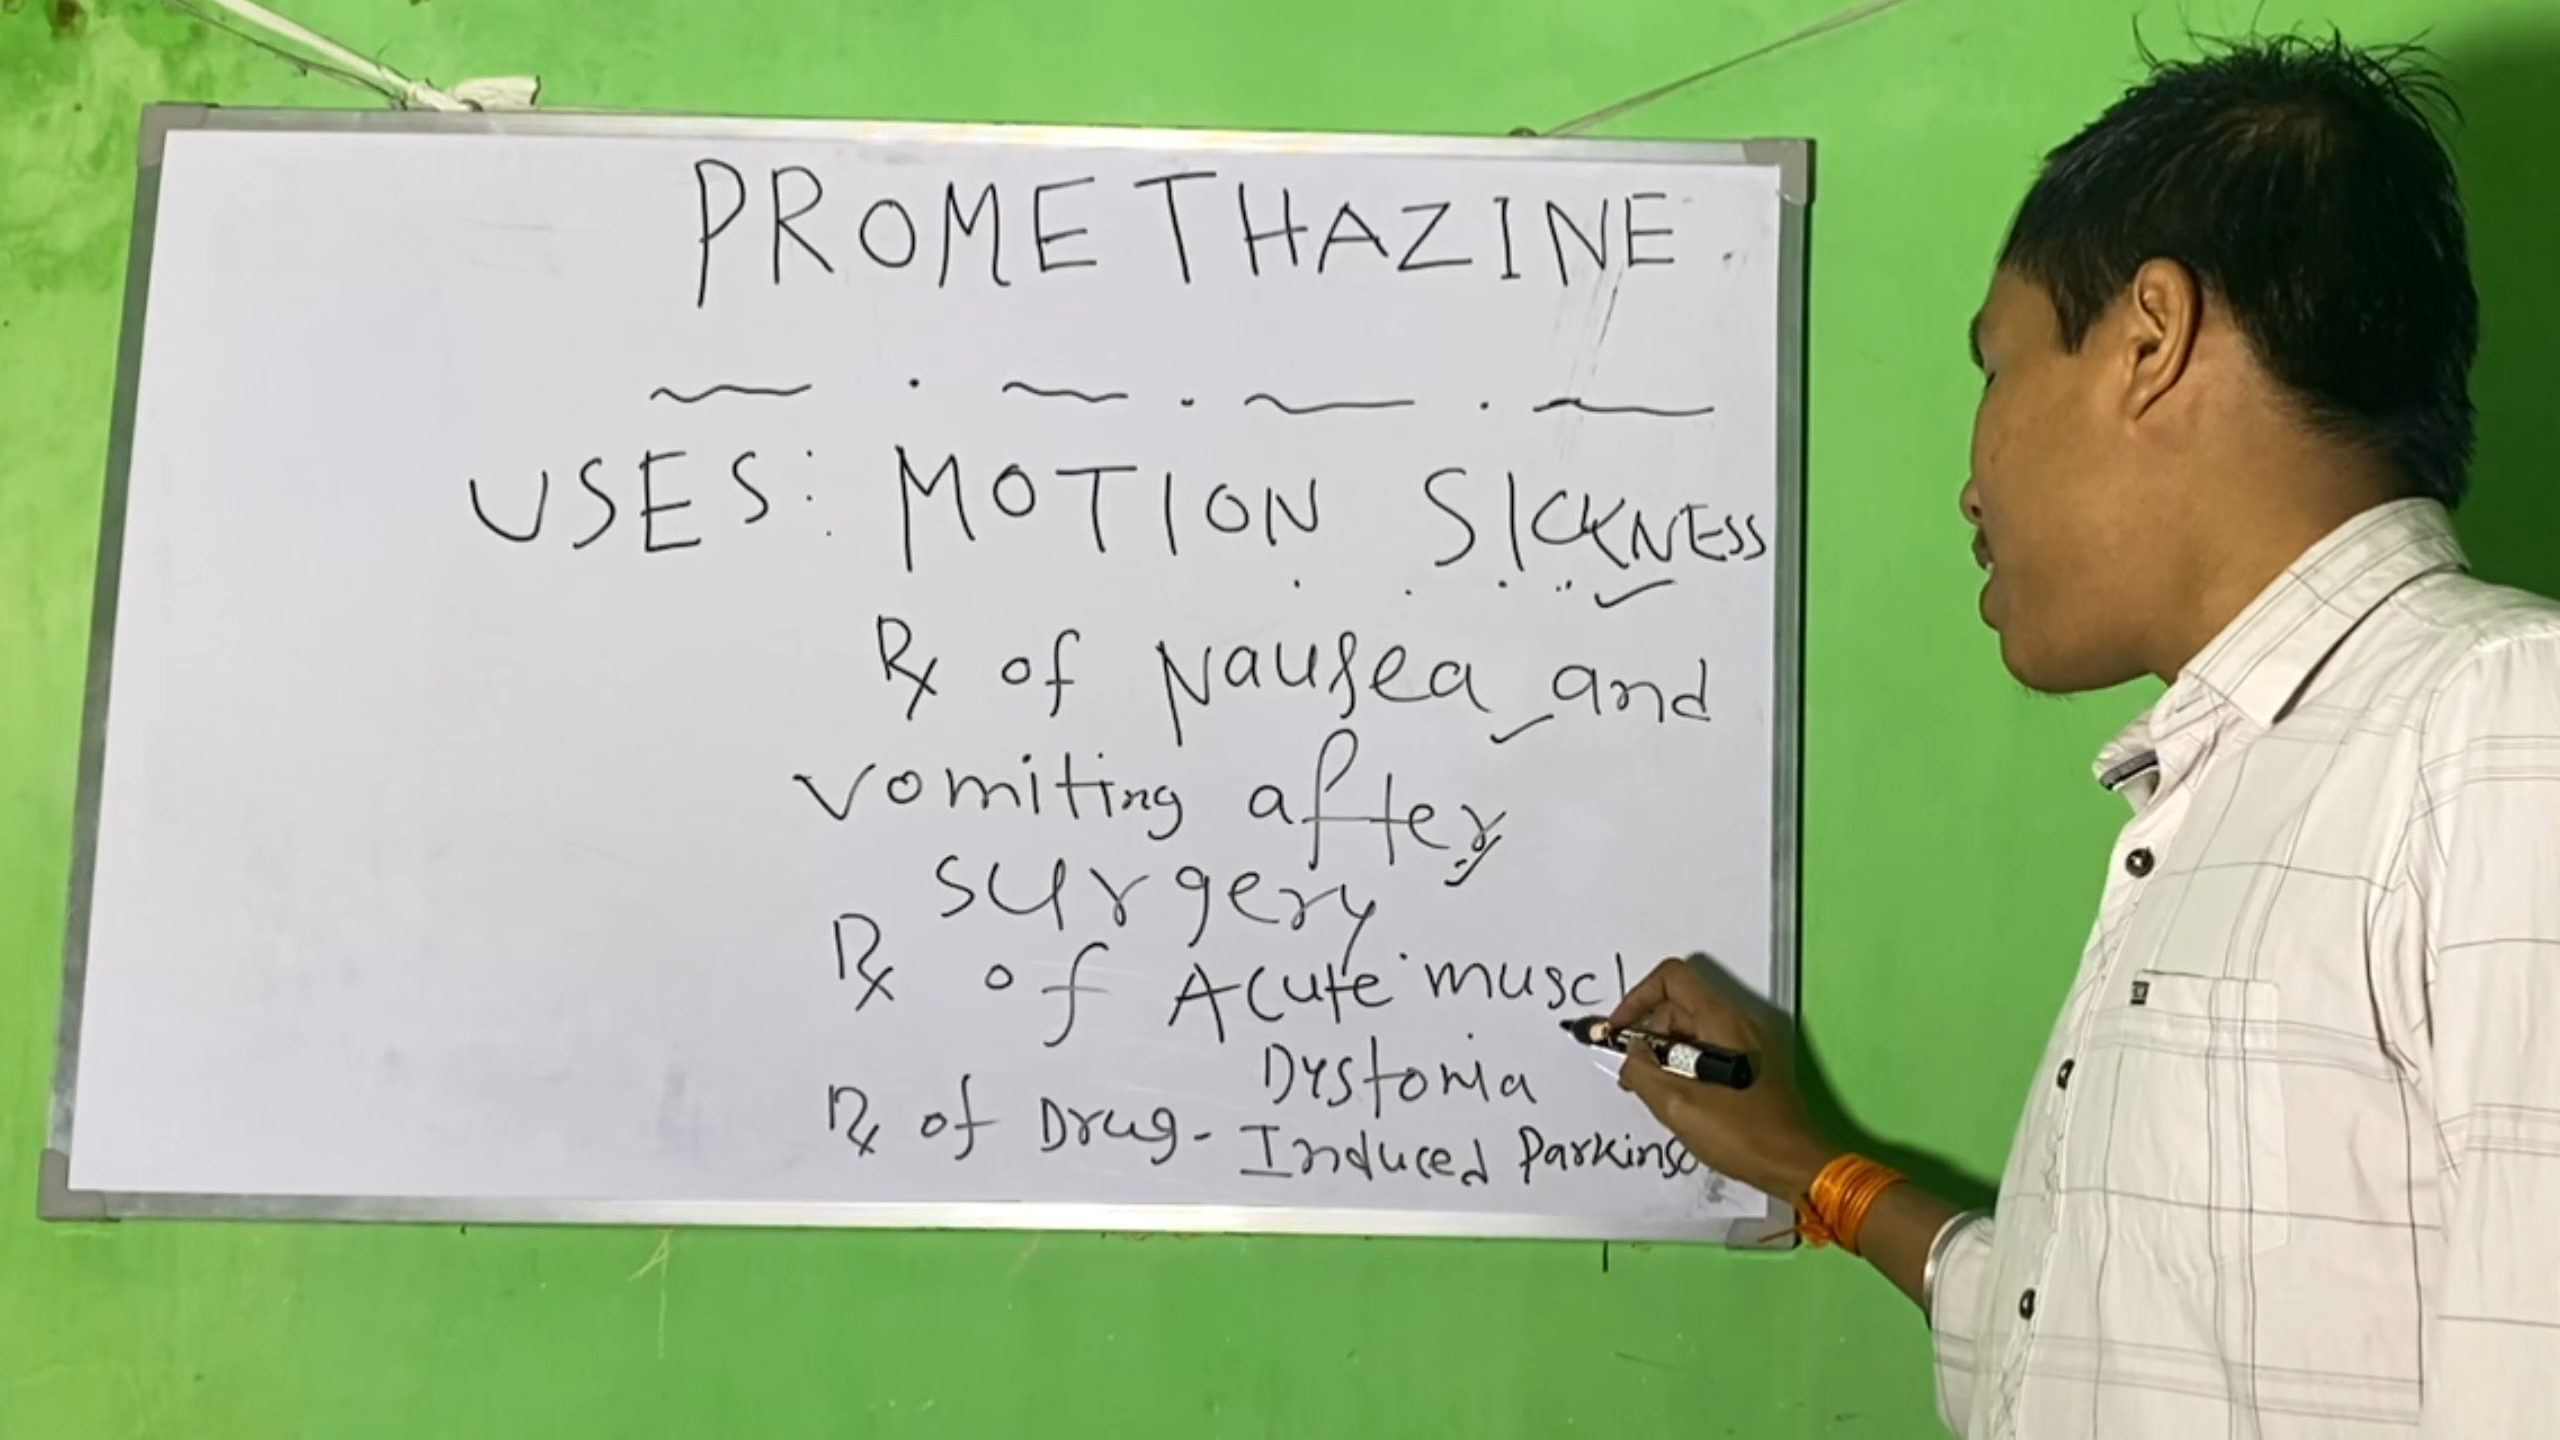 PROMETHAZINE
USES: MOTION SICKNESS
Rx of Nausea and
vomiting after
surgery
Rx of Acute muscl
Dystonia
Rx of Drug-Induced Parkinso